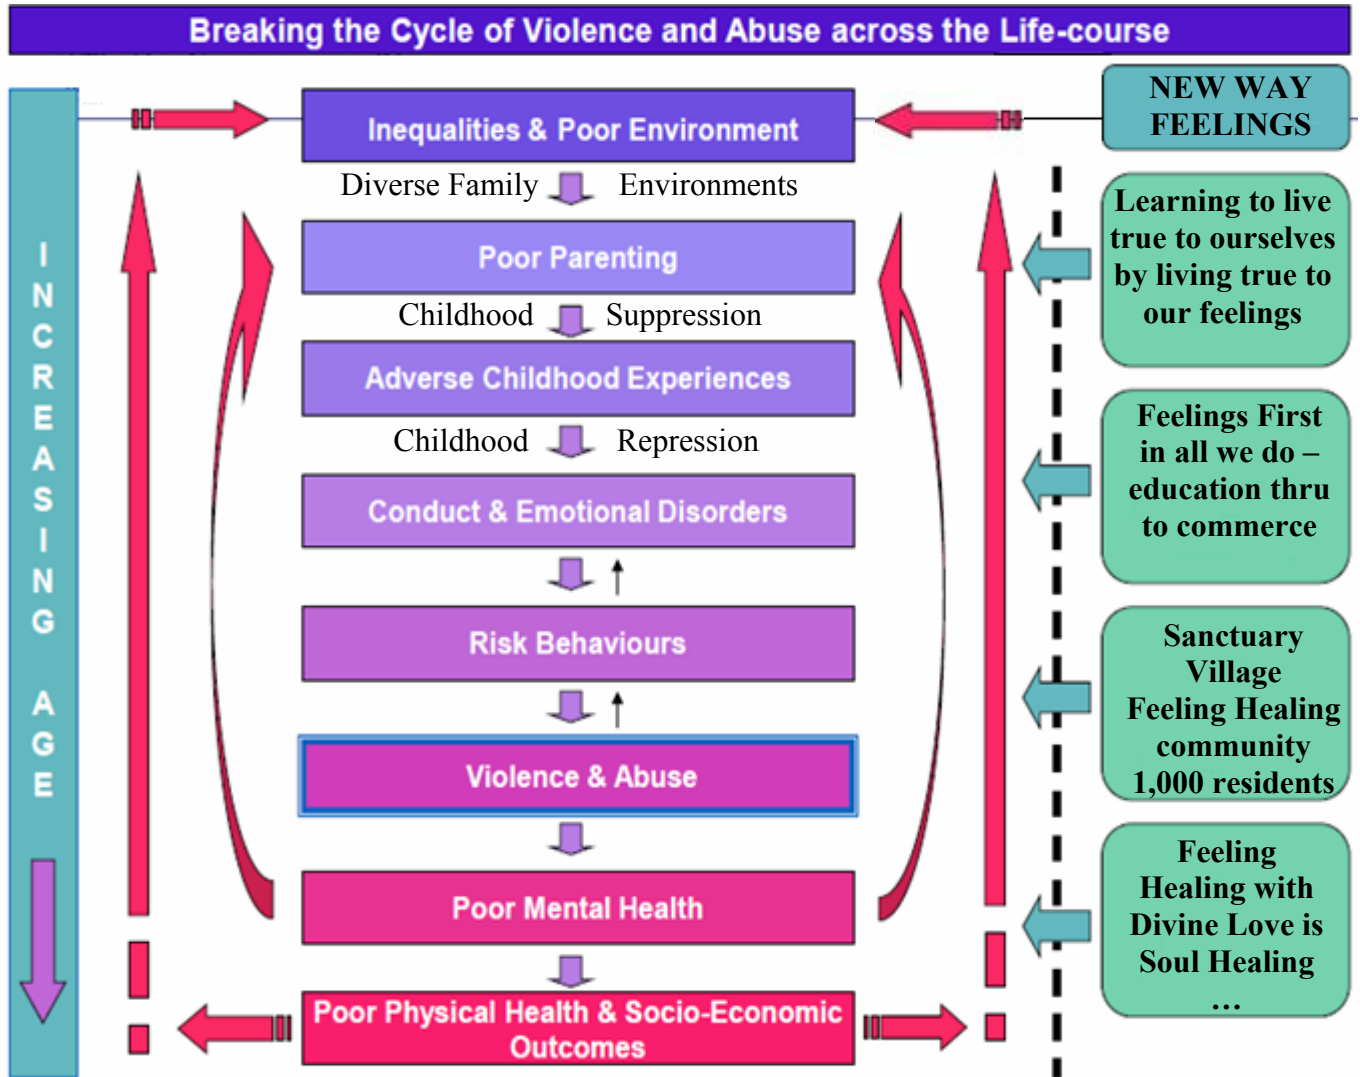 Breaking the Cycle of Violence and Abuse across the Life-course
INCREASING AGE
Inequalities & Poor Environment
Diverse Family Environments
Poor Parenting
Childhood Suppression
Adverse Childhood Experiences
Childhood Repression
Conduct & Emotional Disorders
Risk Behaviours
Violence & Abuse
Poor Mental Health
Poor Physical Health & Socio-Economic
Outcomes
NEW WAY
FEELINGS
Learning to live
true to ourselves
by living true to
our feelings
Feelings First
in all we do –
education thru
to commerce
Sanctuary
Village
Feeling Healing
community
1,000 residents
Feeling
Healing with
Divine Love is
Soul Healing
…